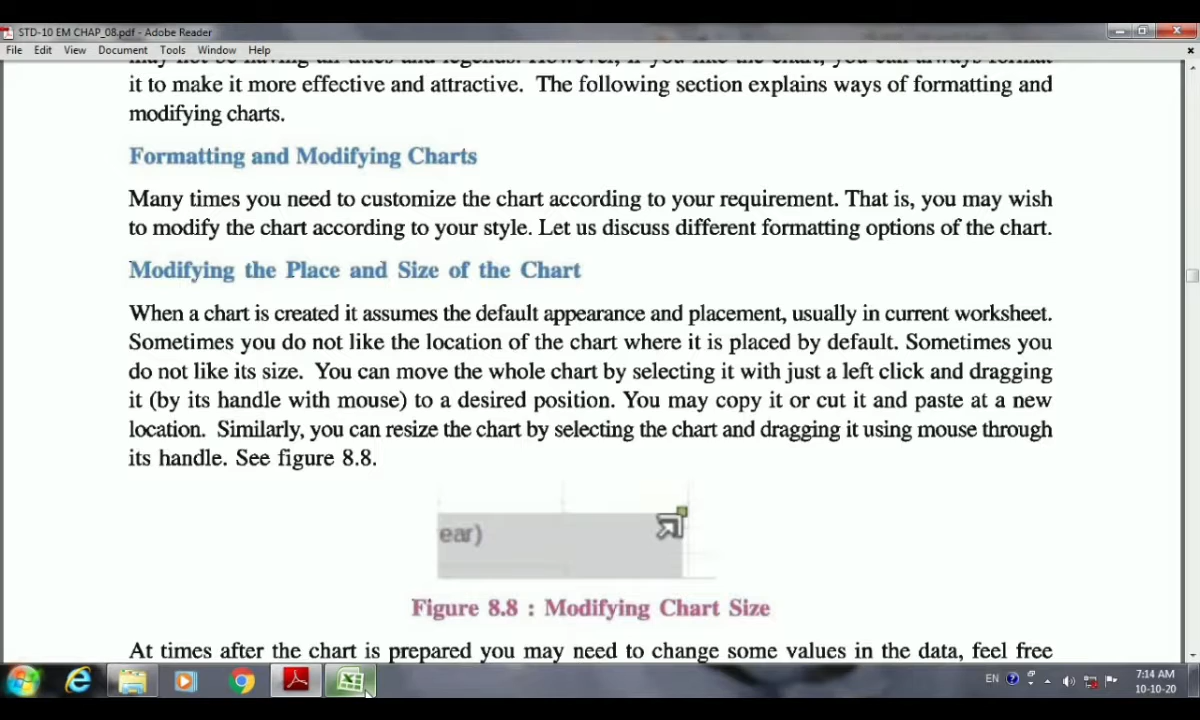 STD-10 EM CHAP_08.pdf - Adobe Reader
File Edit View Document Tools Window Help
it to make it more effective and attractive. The following section explains ways of formatting and
modifying charts.
Formatting and Modifying Charts
Many times you need to customize the chart according to your requirement. That is, you may wish
to modify the chart according to your style. Let us discuss different formatting options of the chart.
Modifying the Place and Size of the Chart
When a chart is created it assumes the default appearance and placement, usually in current worksheet.
Sometimes you do not like the location of the chart where it is placed by default. Sometimes you
do not like its size. You can move the whole chart by selecting it with just a left click and dragging
it (by its handle with mouse) to a desired position. You may copy it or cut it and paste at a new
location. Similarly, you can resize the chart by selecting the chart and dragging it using mouse through
its handle. See figure 8.8.
ear)
Figure 8.8 : Modifying Chart Size
At times after the chart is prepared you may need to change some values in the data, feel free
EN
7:14 AM
10-10-20